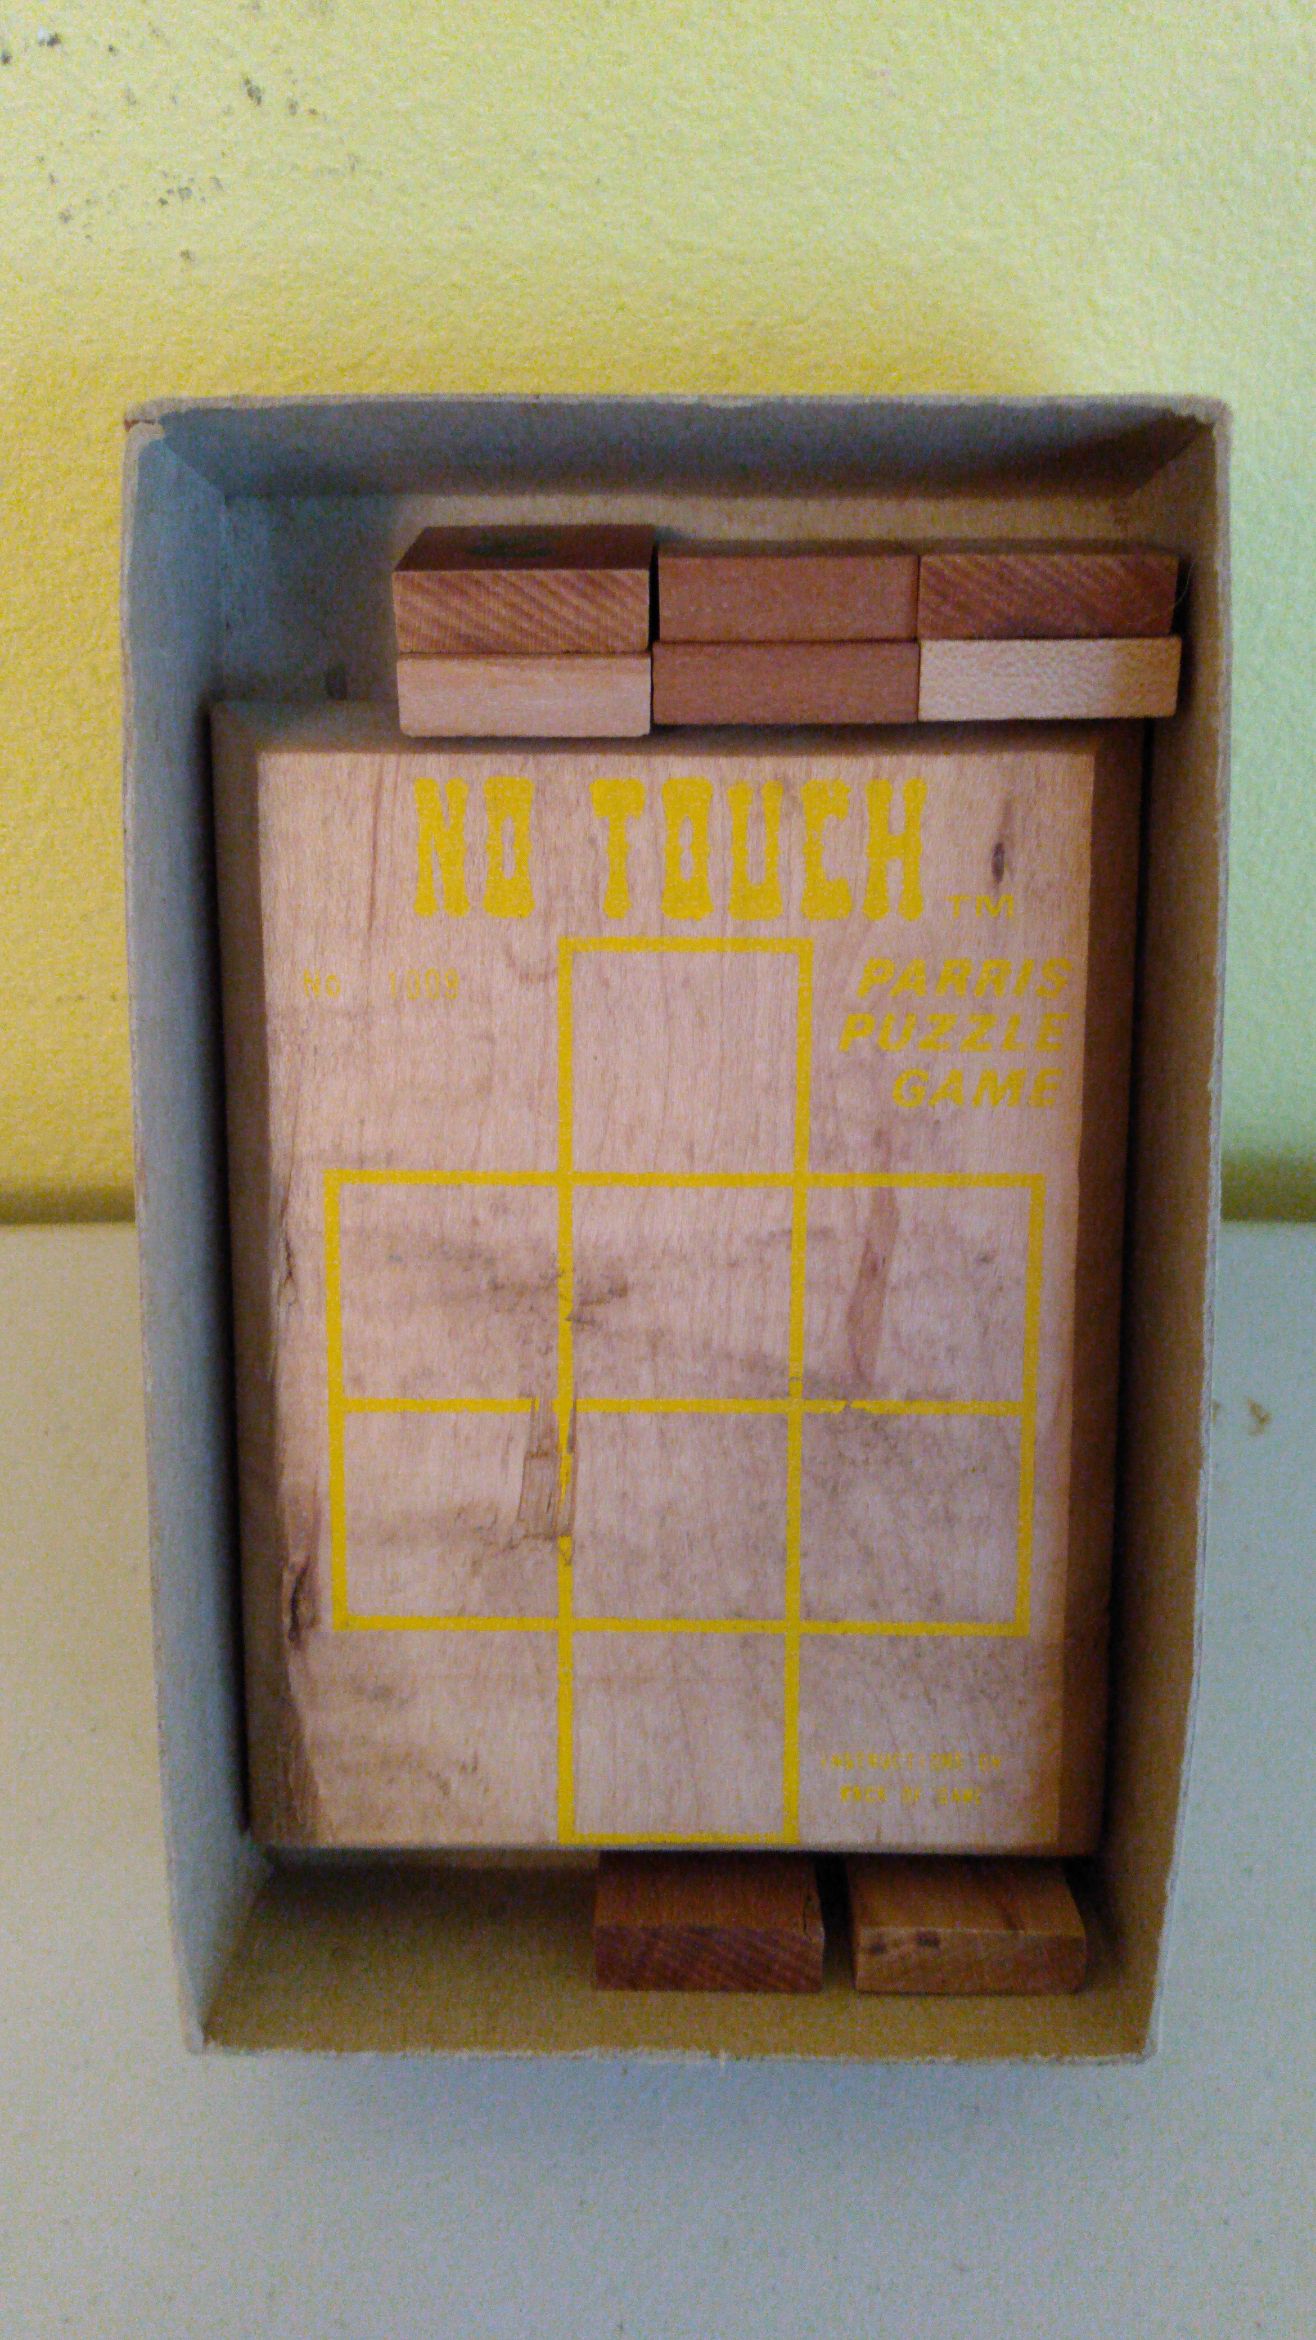 NO TOUCH TM
No. 1009
PARRIS
PUZZLE
GAME
INSTRUCTIONS ON
BACK OF GAME